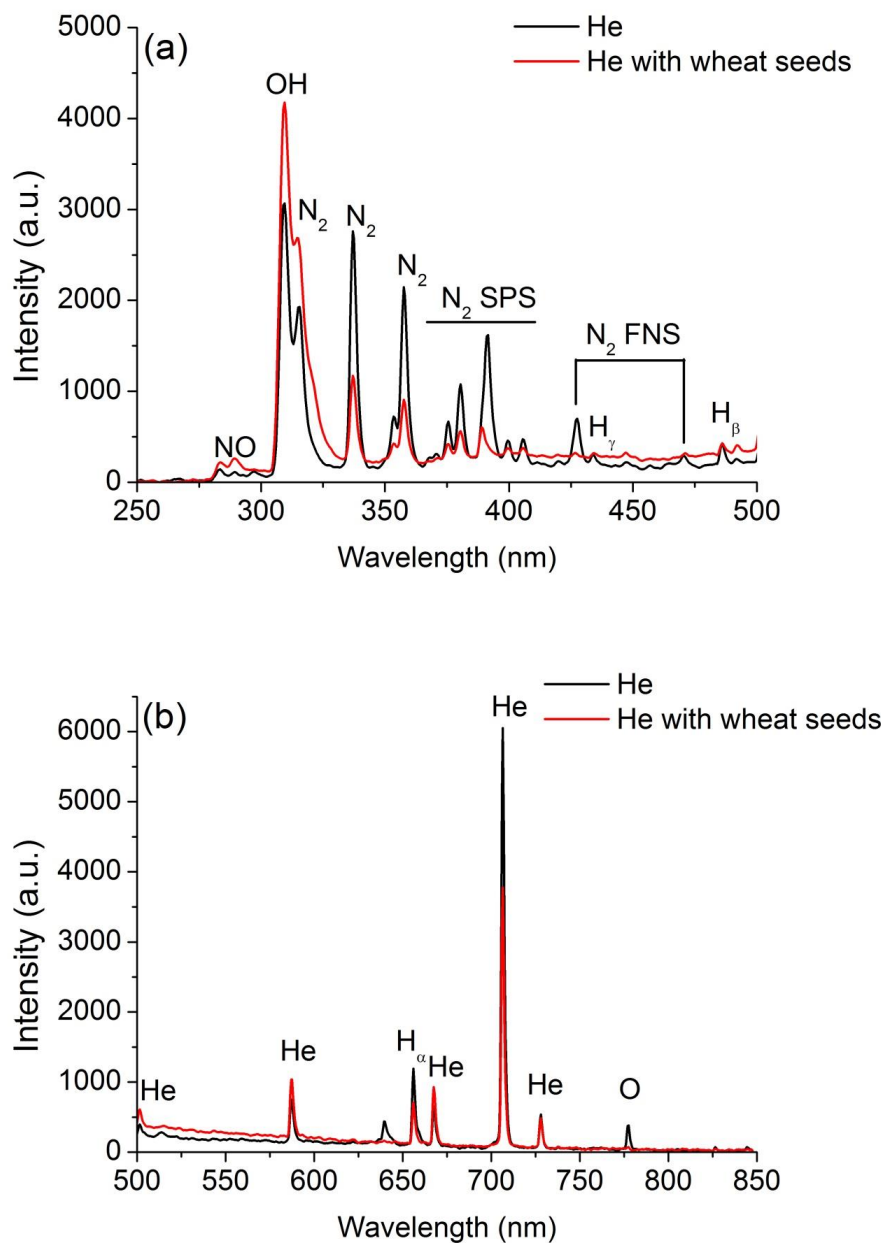 (a)
He
He with wheat seeds
OH
N₂
N₂
N₂
N₂ SPS
N₂ FNS
NO
Hγ
Hβ
Intensity (a.u.)
5000
4000
3000
2000
1000
0
250 300 350 400 450 500
Wavelength (nm)
(b)
He
He with wheat seeds
He
He
He
Hα
He
He
O
Intensity (a.u.)
6000
5000
4000
3000
2000
1000
0
500 550 600 650 700 750 800 850
Wavelength (nm)